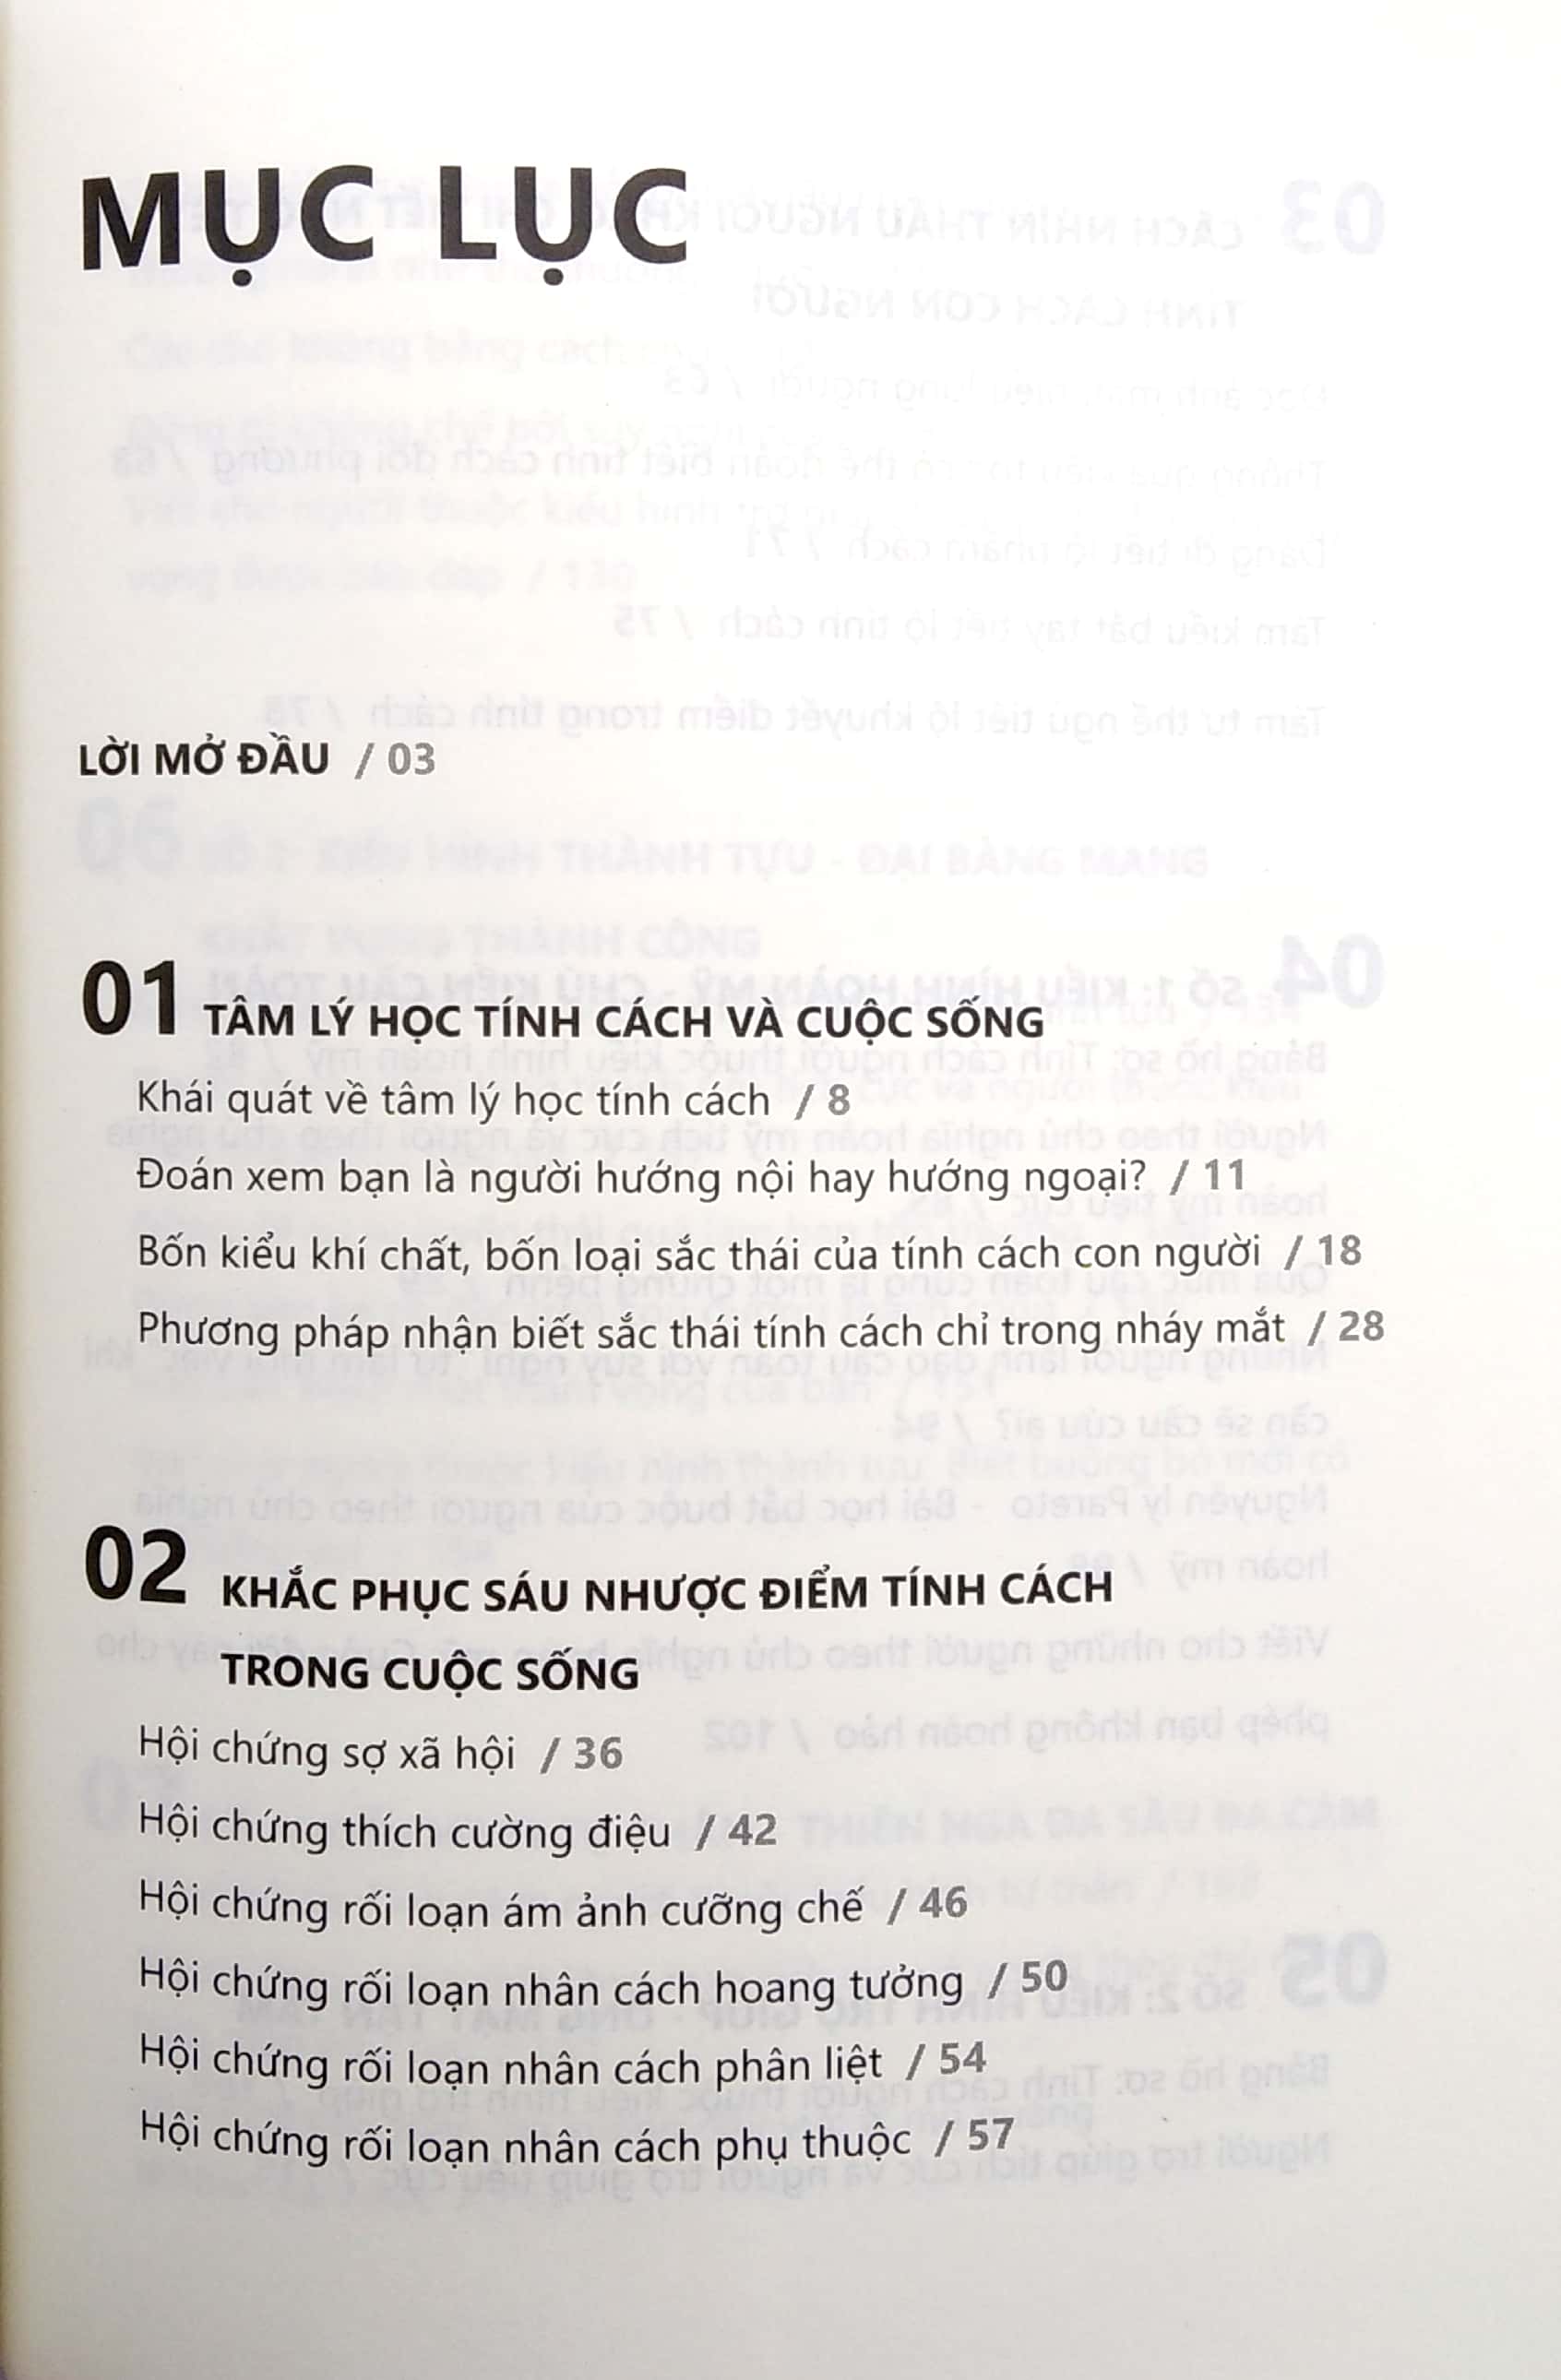 MỤC LỤC
LỜI MỞ ĐẦU / 03
01 TÂM LÝ HỌC TÍNH CÁCH VÀ CUỘC SỐNG
Khái quát về tâm lý học tính cách / 8
Đoán xem bạn là người hướng nội hay hướng ngoại? / 11
Bốn kiểu khí chất, bốn loại sắc thái của tính cách con người / 18
Phương pháp nhận biết sắc thái tính cách chỉ trong nháy mắt / 28
02 KHẮC PHỤC SÁU NHƯỢC ĐIỂM TÍNH CÁCH
TRONG CUỘC SỐNG
Hội chứng sợ xã hội / 36
Hội chứng thích cường điệu / 42
Hội chứng rối loạn ám ảnh cưỡng chế / 46
Hội chứng rối loạn nhân cách hoang tưởng / 50
Hội chứng rối loạn nhân cách phân liệt / 54
Hội chứng rối loạn nhân cách phụ thuộc / 57